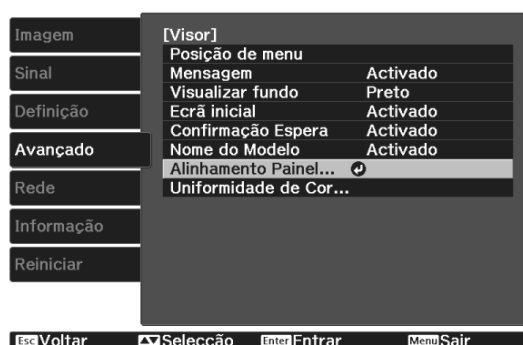 Imagem
Sinal
Definição
Avançado
Rede
Informação
Reiniciar
[Visor]
Posição de menu
Mensagem Activado
Visualizar fundo Preto
Ecrã inicial Activado
Confirmação Espera Activado
Nome do Modelo Activado
Alinhamento Painel...
Uniformidade de Cor...
Esc Voltar Selecção Enter Entrar Menu Sair